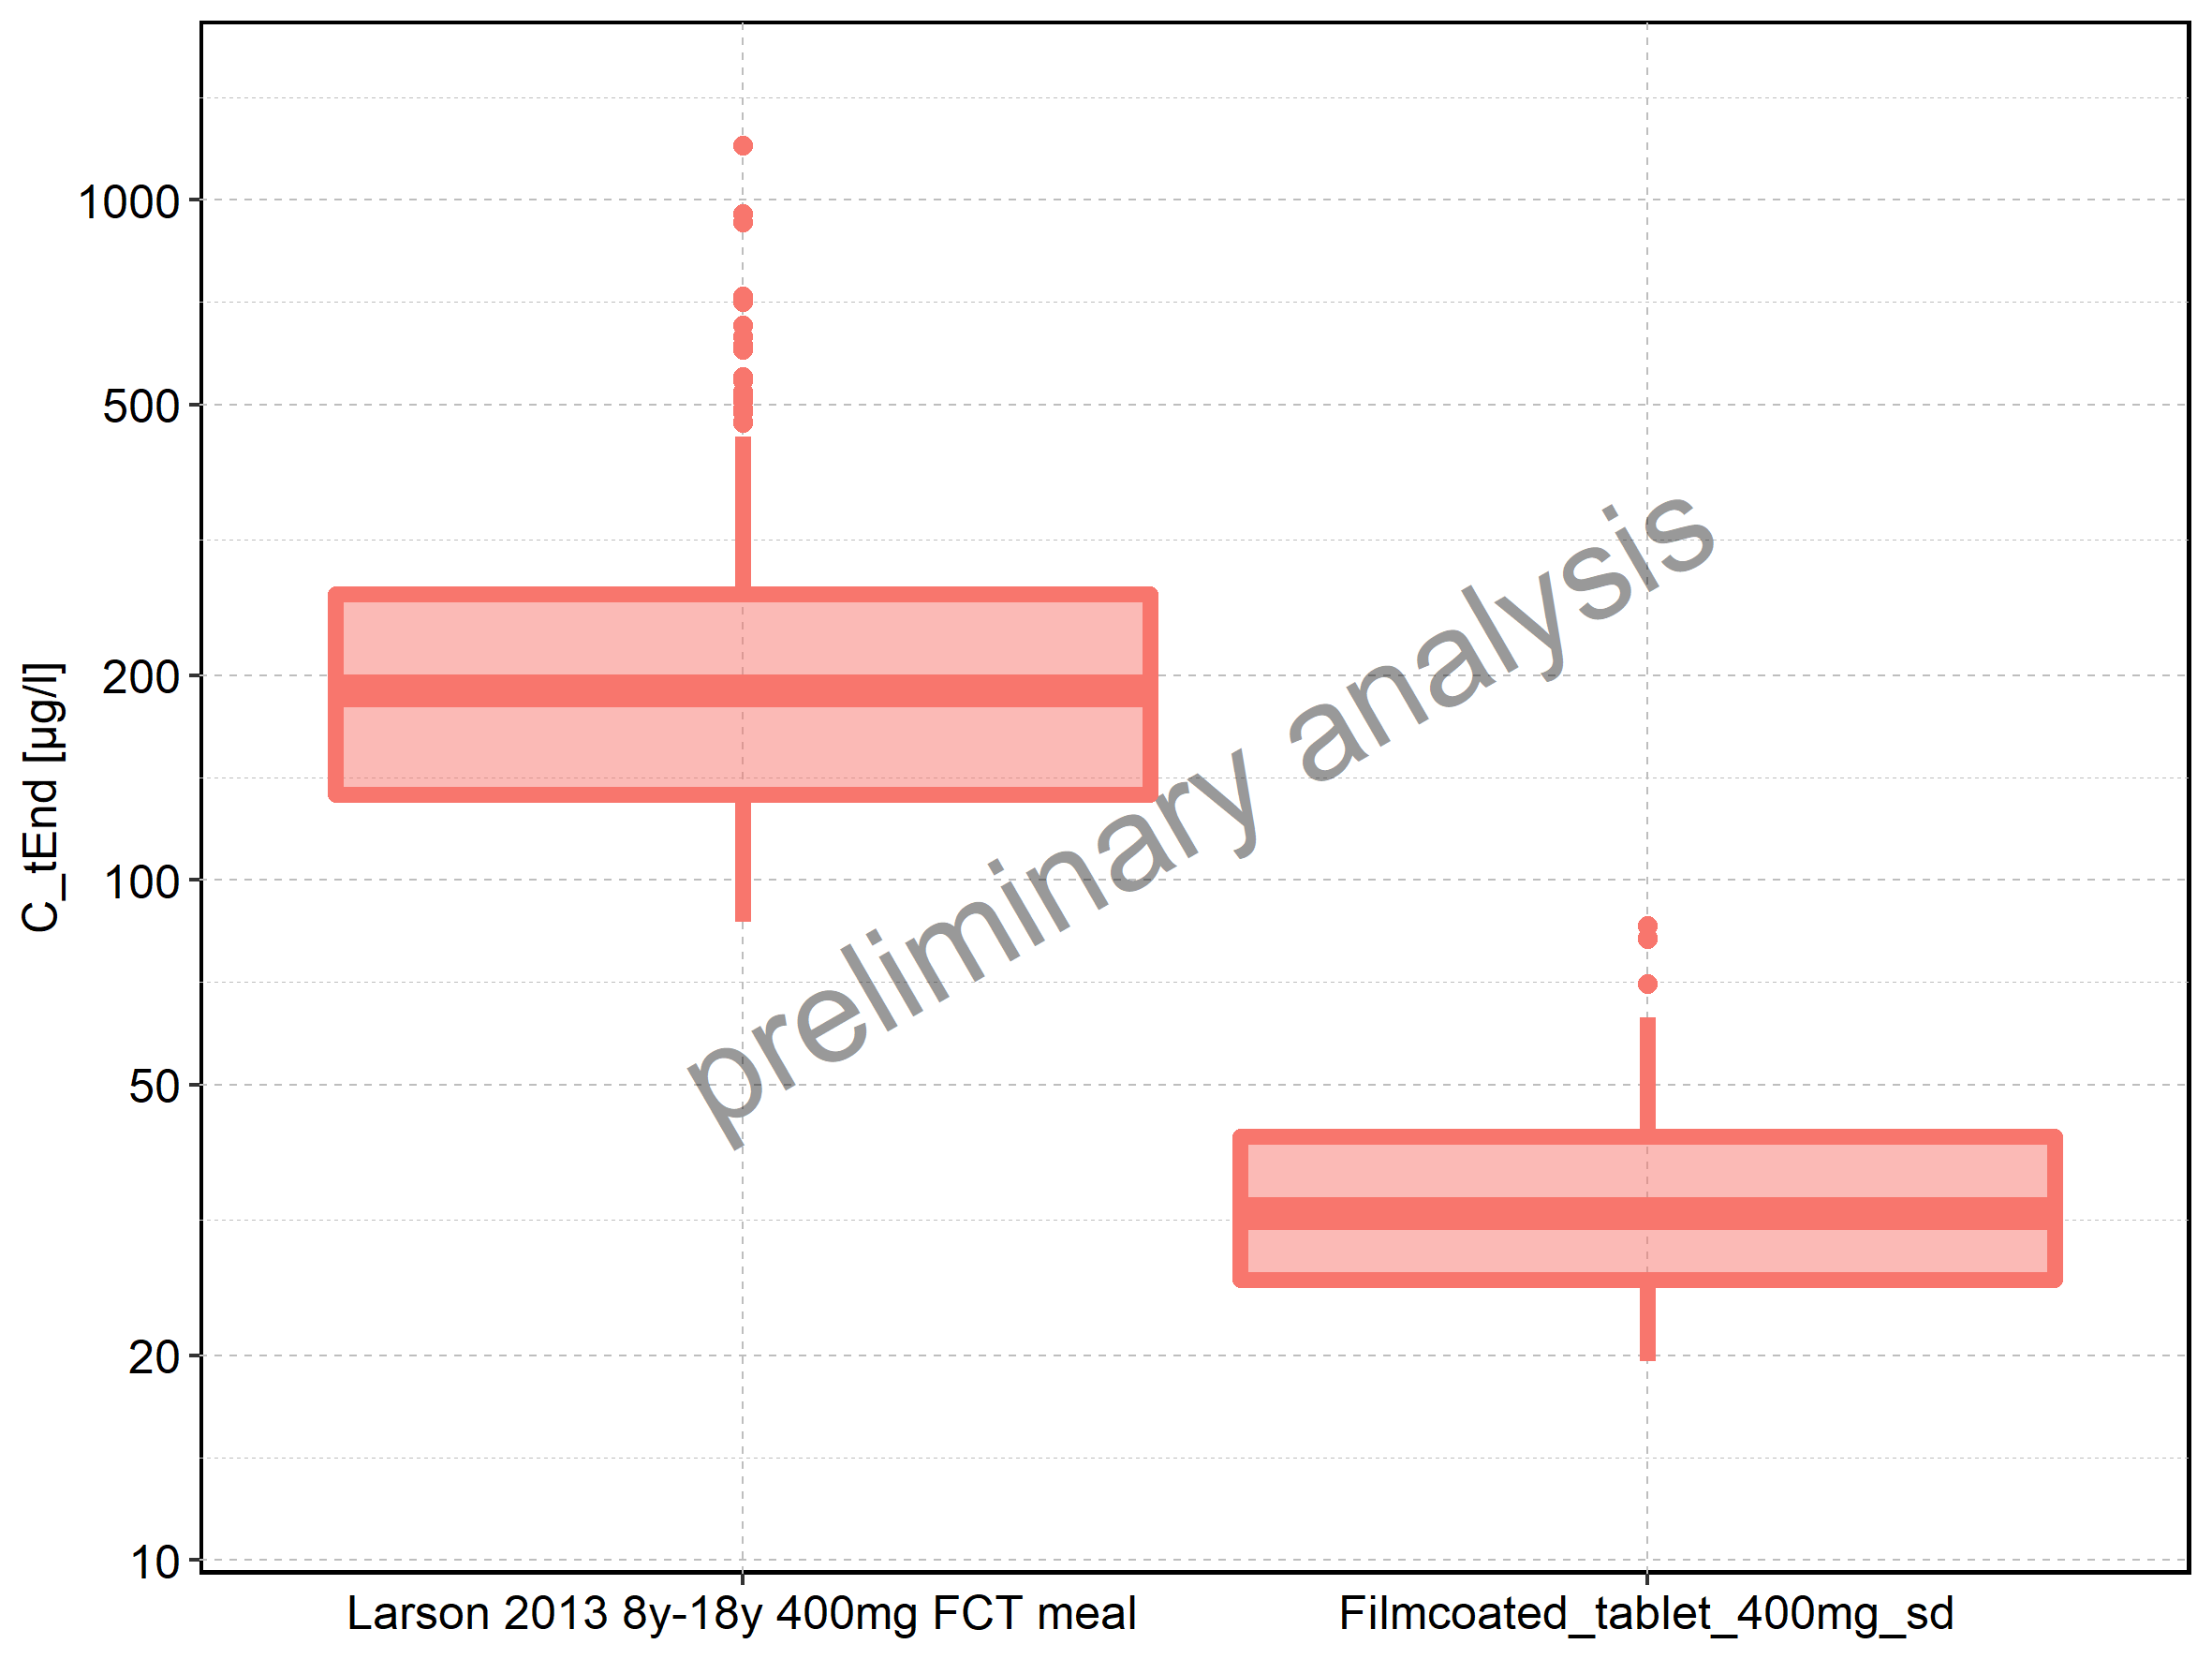 C_tEnd [µg/l]
1000
500
200
100
50
20
10
preliminary analysis
Larson 2013 8y-18y 400mg FCT meal
Filmcoated_tablet_400mg_sd